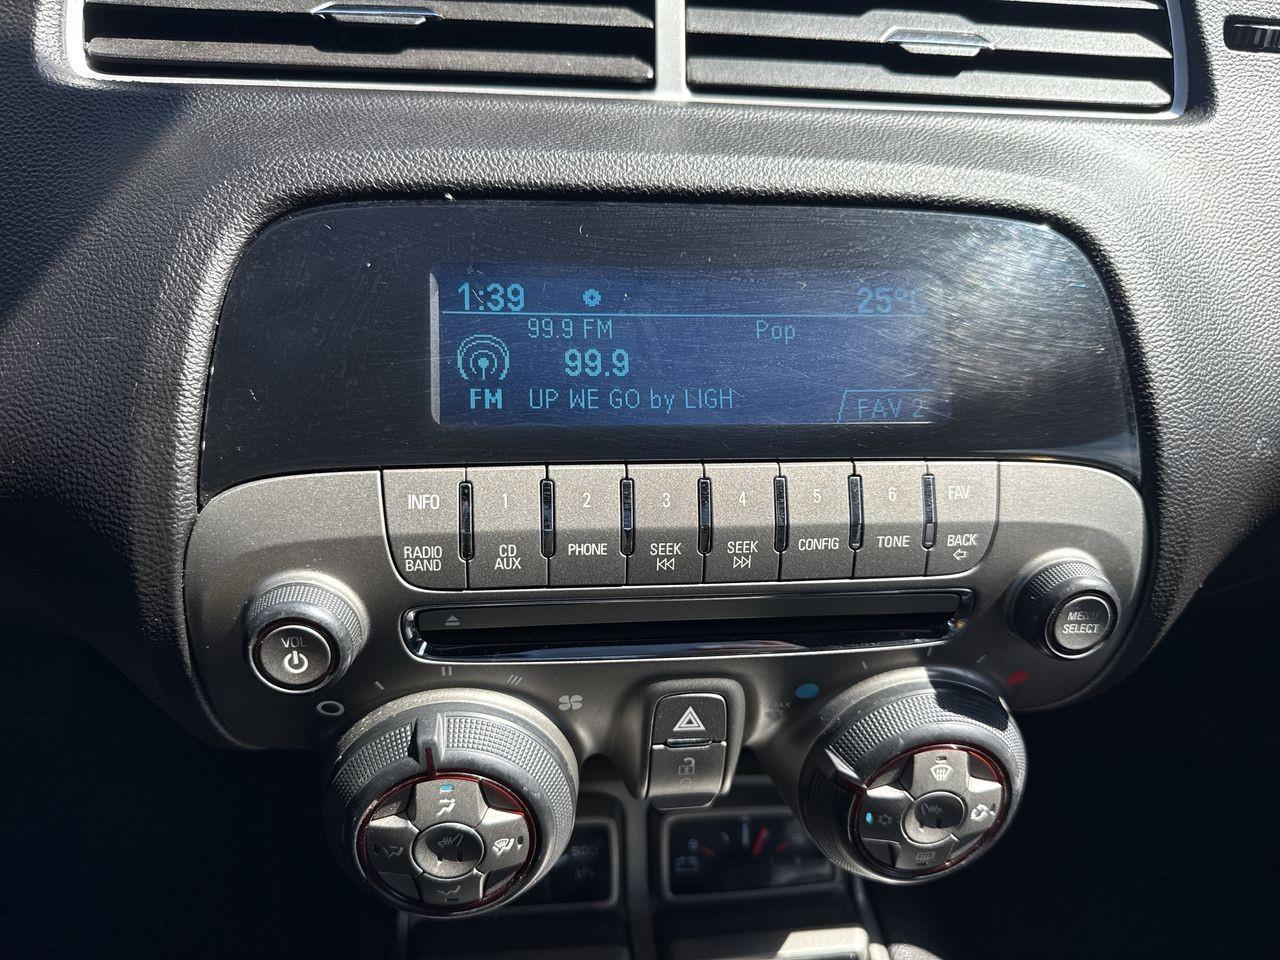 1:39 25°C
99.9 FM Pop
99.9
FM UP WE GO by LIGH FAV 2
INFO 1 2 3 4 5 6 FAV
RADIO BAND CD AUX PHONE SEEK SEEK CONFIG TONE BACK
VOL
MENU SELECT